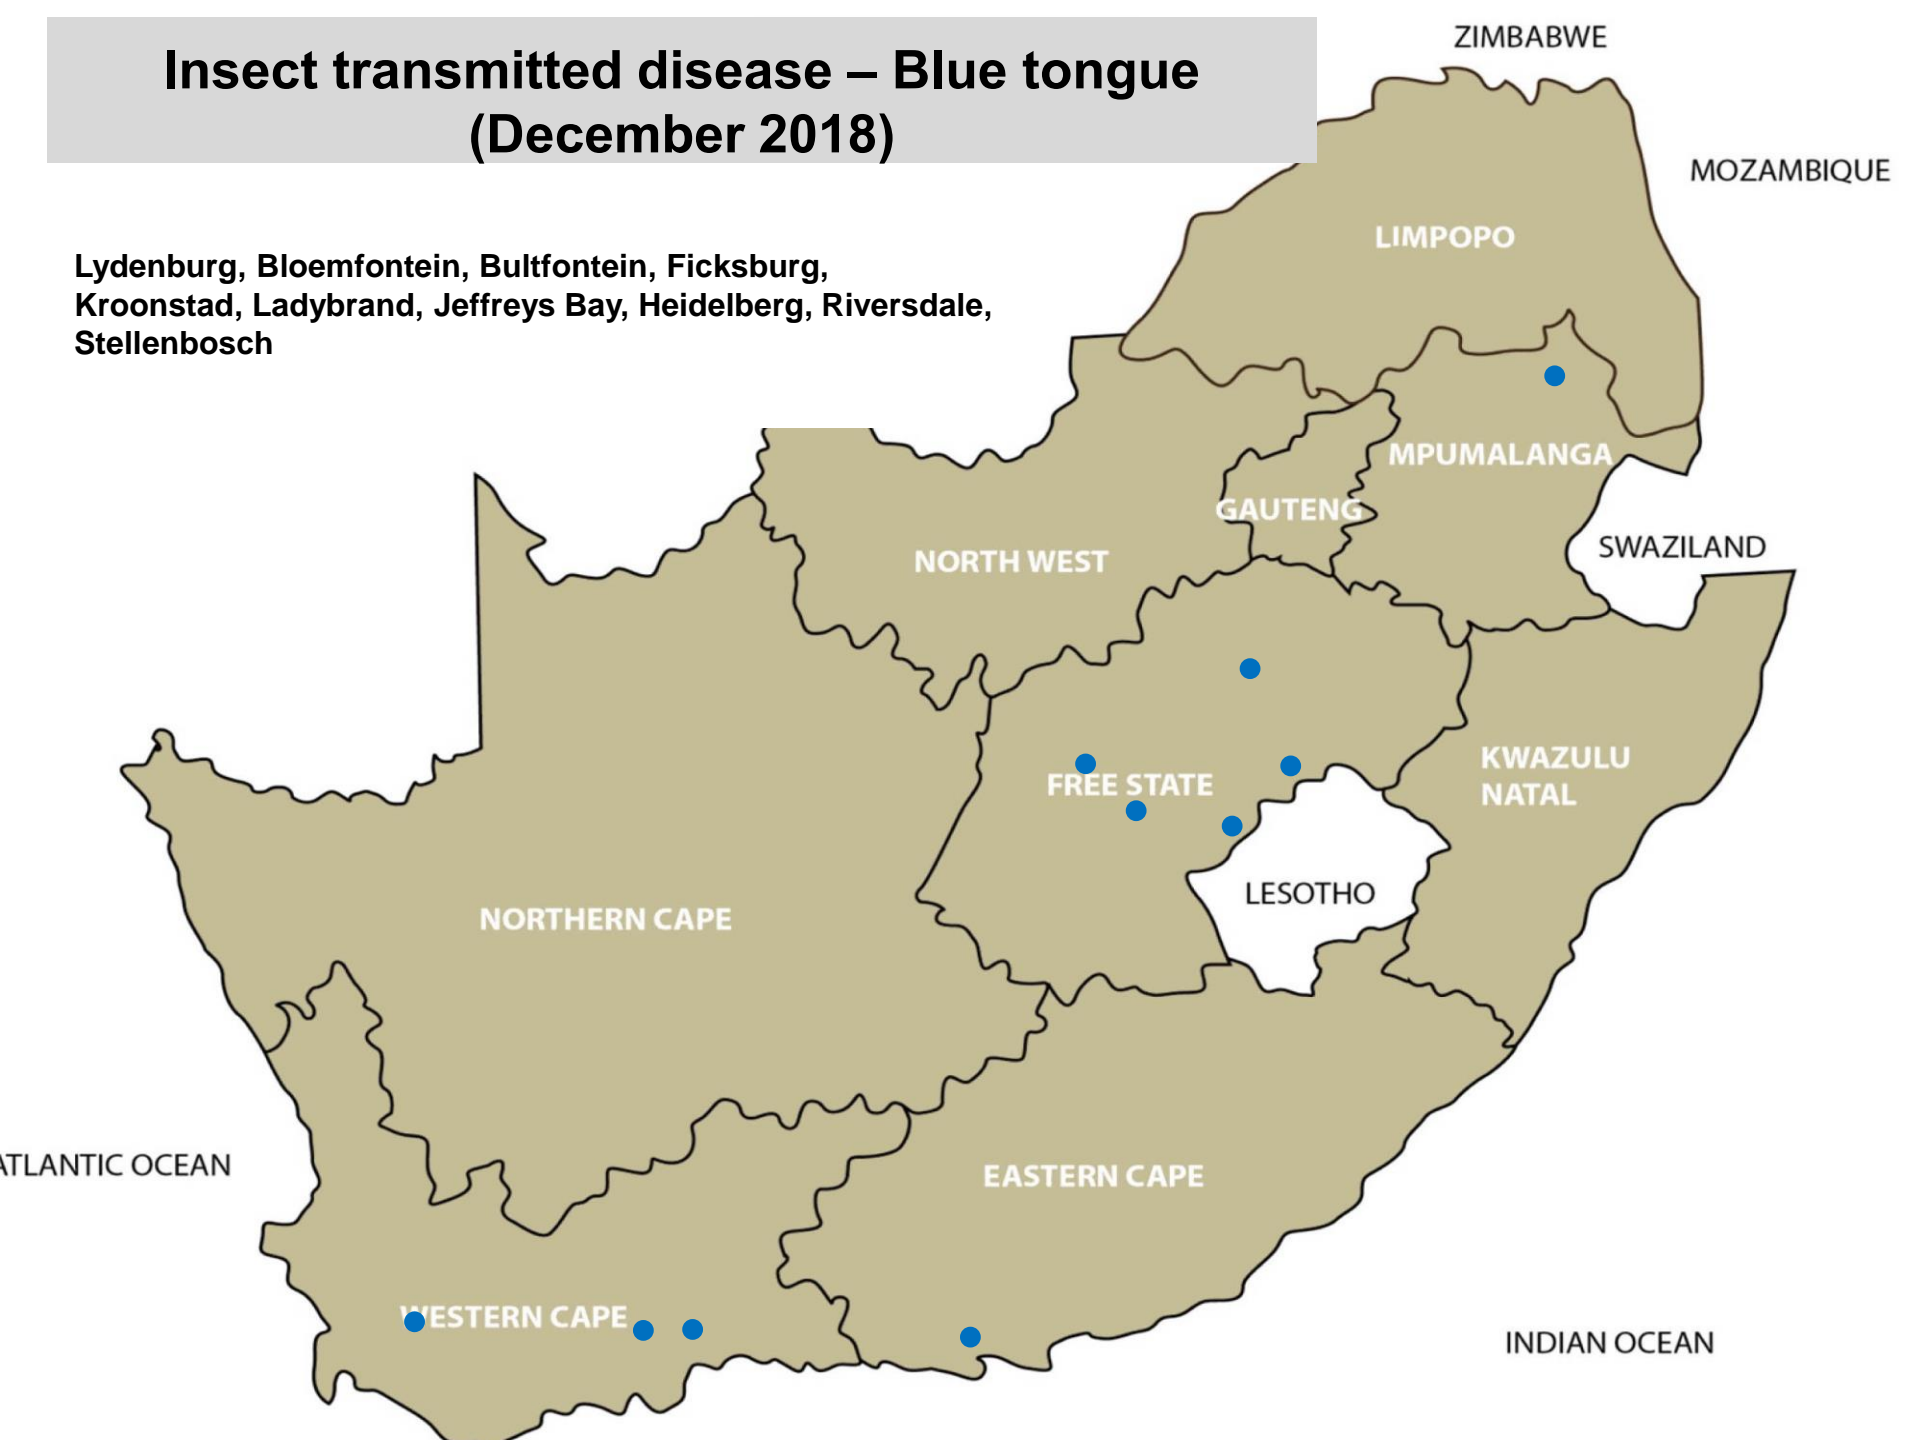 Insect transmitted disease – Blue tongue
(December 2018)
ZIMBABWE
MOZAMBIQUE
LIMPOPO
Lydenburg, Bloemfontein, Bultfontein, Ficksburg,
Kroonstad, Ladybrand, Jeffreys Bay, Heidelberg, Riversdale,
Stellenbosch
MPUMALANGA
GAUTENG
SWAZILAND
NORTH WEST
KWAZULU
NATAL
FREE STATE
LESOTHO
NORTHERN CAPE
ATLANTIC OCEAN
EASTERN CAPE
WESTERN CAPE
INDIAN OCEAN